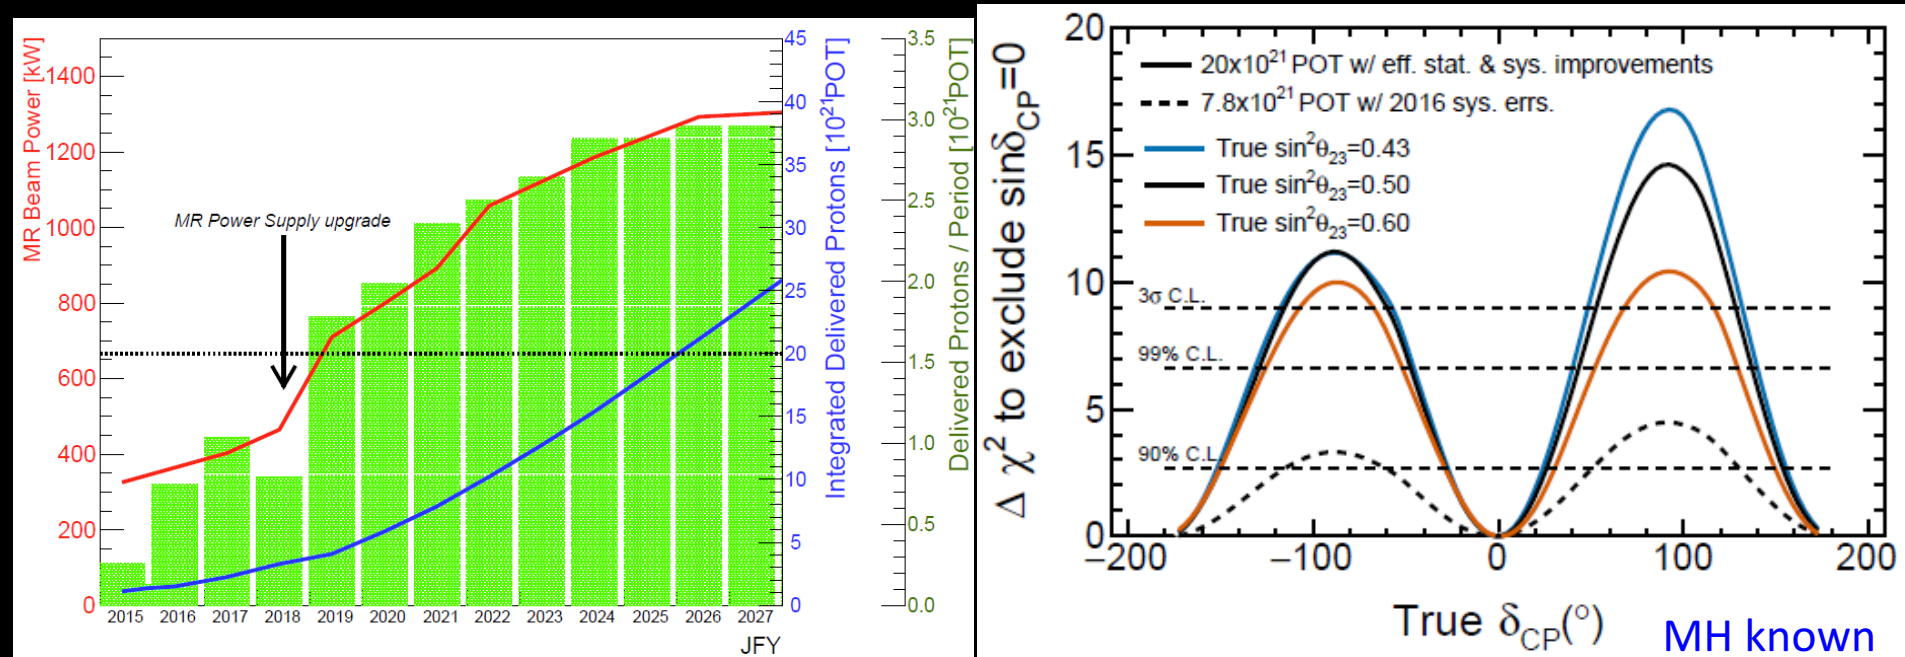 MR Beam Power [kW]
1400
1200
1000
800
600
400
200
0
MR Power Supply upgrade
2015 2016 2017 2018 2019 2020 2021 2022 2023 2024 2025 2026 2027
JFY
45
40
35
30
25
20
15
10
5
0
Integrated Delivered Protons [10²¹POT]
3.5
3.0
2.5
2.0
1.5
1.0
0.5
0.0
Delivered Protons / Period [10²¹POT]
Δ χ² to exclude sinδ_CP=0
20
15
10
5
0
20x10²¹ POT w/ eff. stat. & sys. improvements
7.8x10²¹ POT w/ 2016 sys. errs.
True sin²θ₂₃=0.43
True sin²θ₂₃=0.50
True sin²θ₂₃=0.60
3σ C.L.
99% C.L.
90% C.L.
−200 −100 0 100 200
True δ_CP(°)
MH known